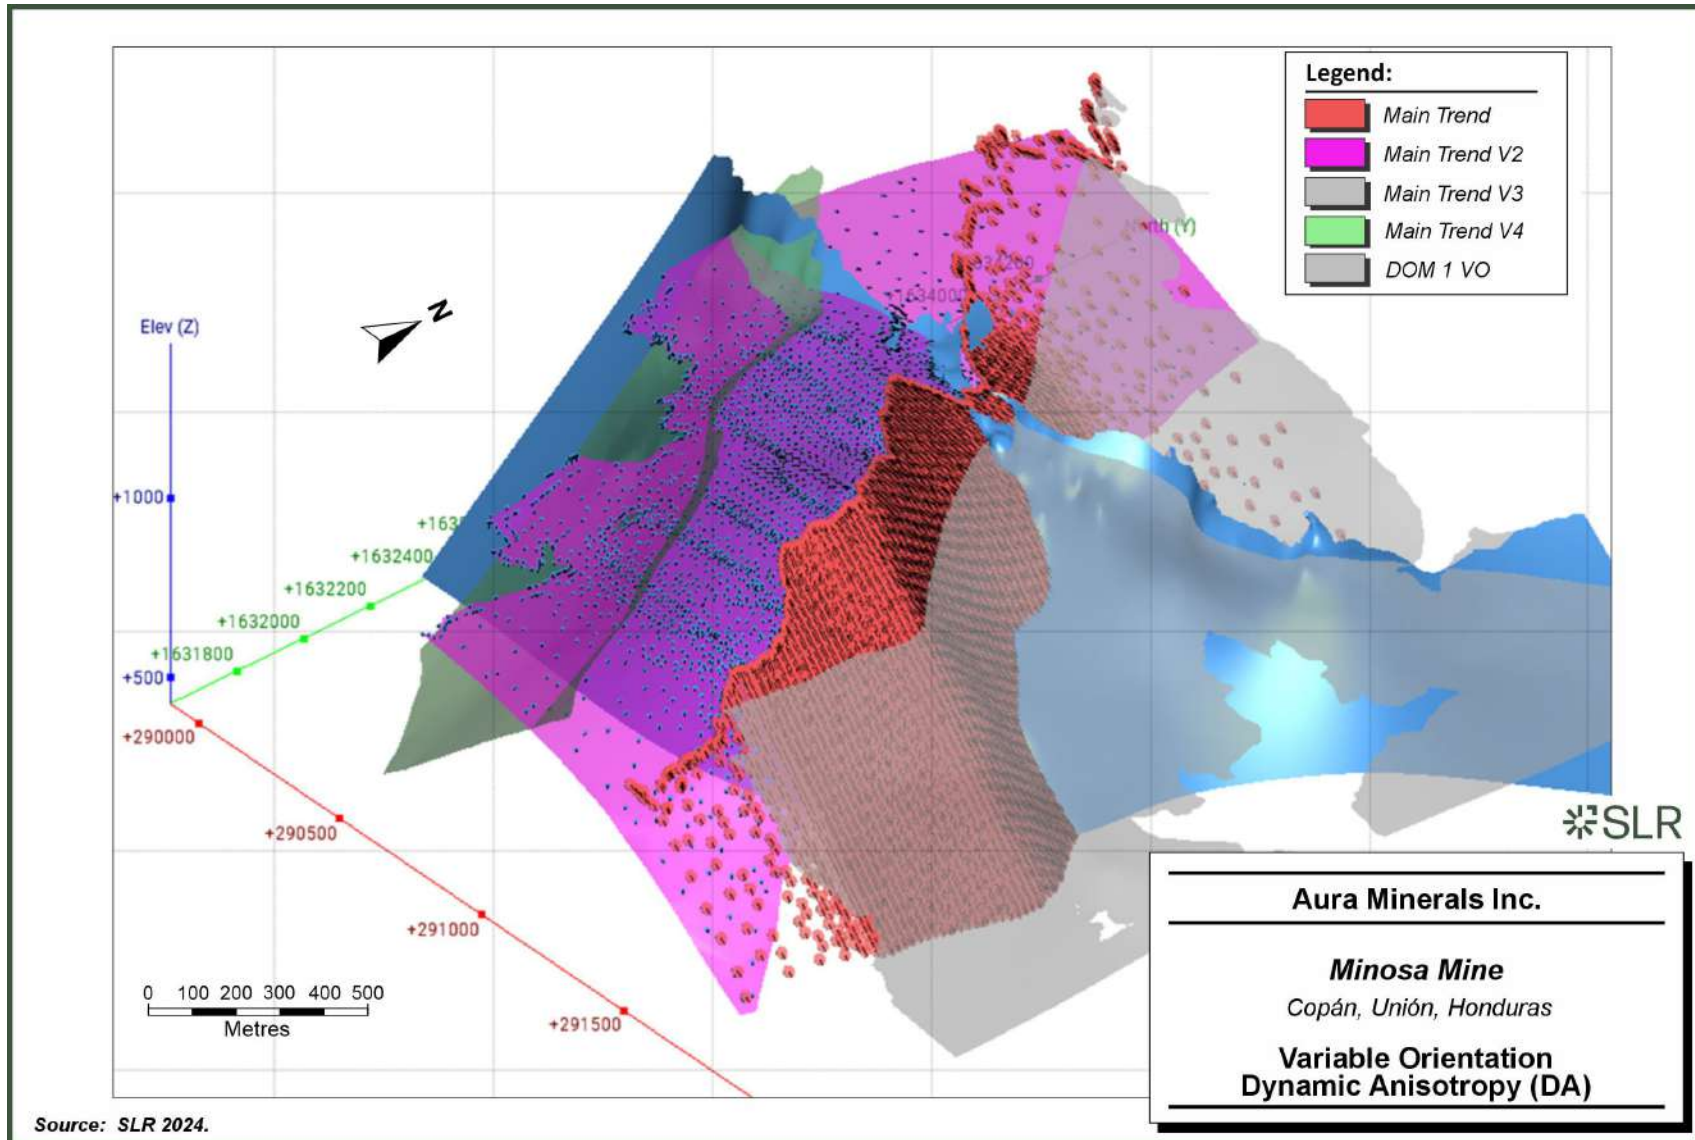 Legend:
Main Trend
Main Trend V2
Main Trend V3
Main Trend V4
DOM 1 VO
N
Elev (Z)
+1000
+500
+1632400
+1632200
+1632000
+1631800
+1634000
(Y)
+290000
+290500
+291000
+291500
0 100 200 300 400 500
Metres
SLR
Aura Minerals Inc.
Minosa Mine
Copán, Unión, Honduras
Variable Orientation
Dynamic Anisotropy (DA)
Source: SLR 2024.